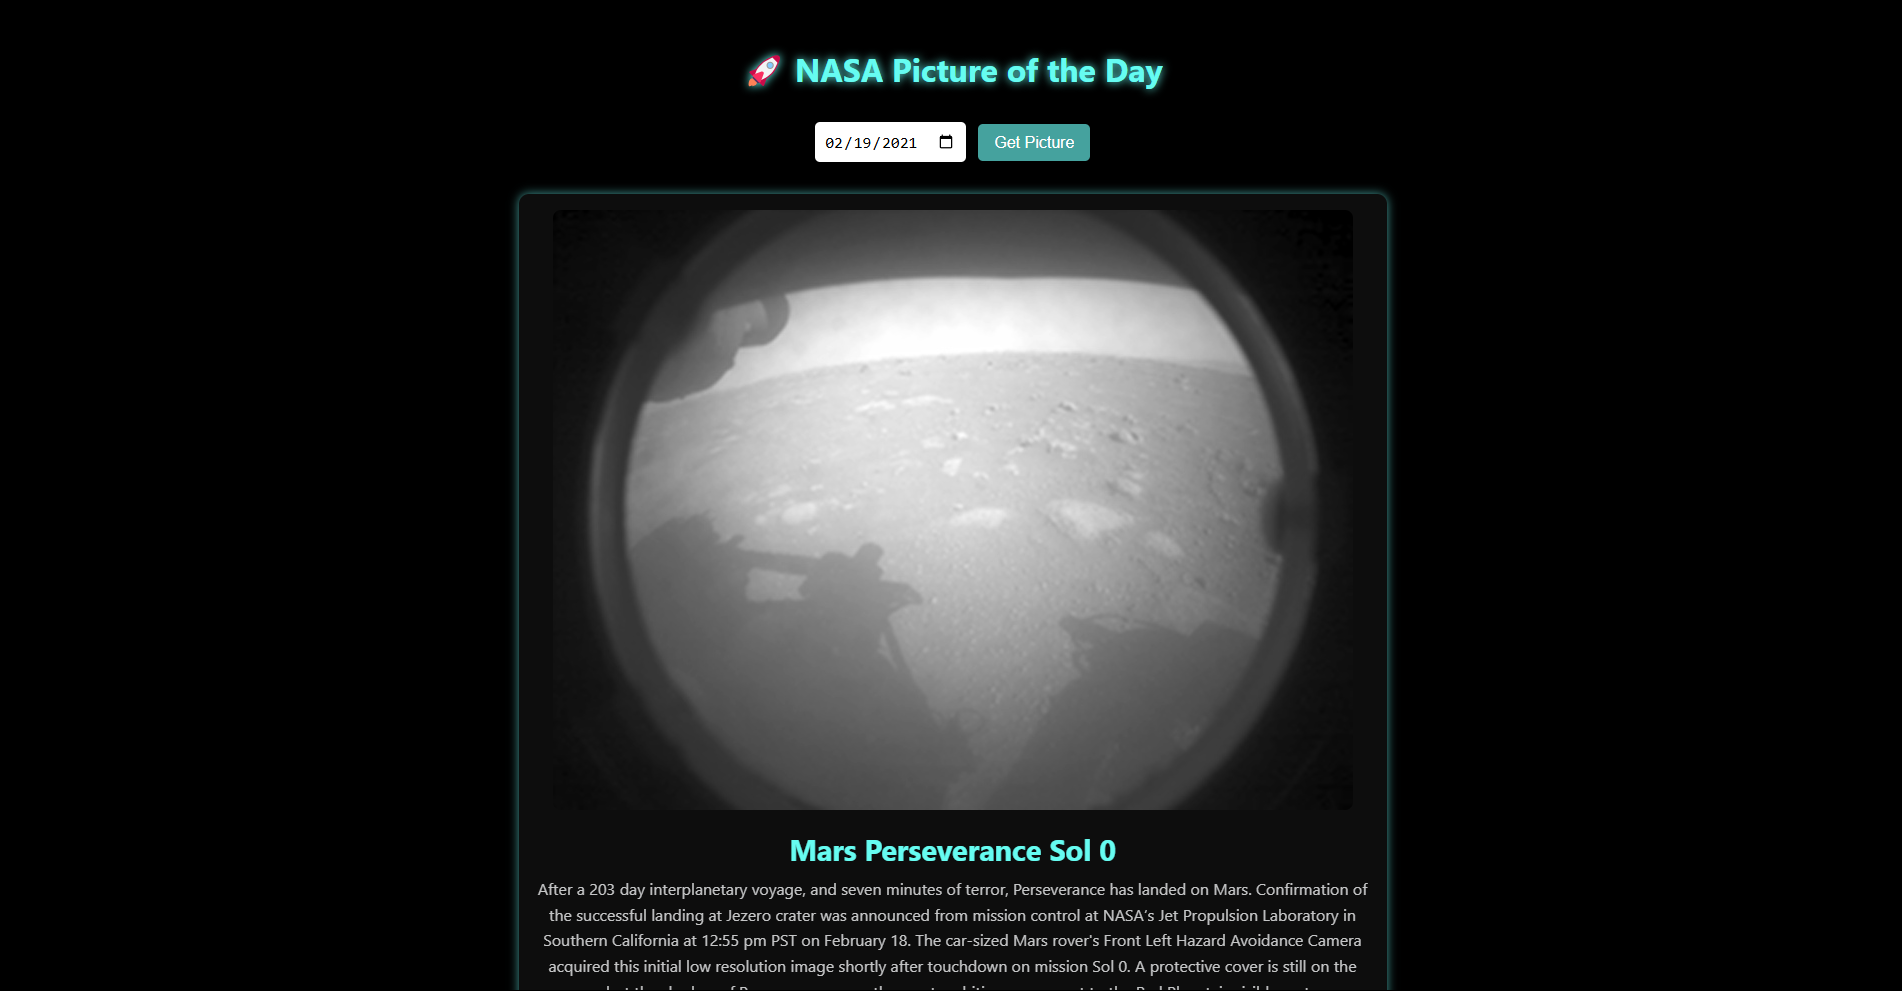 🚀 NASA Picture of the Day
02/19/2021 Get Picture
Mars Perseverance Sol 0
After a 203 day interplanetary voyage, and seven minutes of terror, Perseverance has landed on Mars. Confirmation of
the successful landing at Jezero crater was announced from mission control at NASA's Jet Propulsion Laboratory in
Southern California at 12:55 pm PST on February 18. The car-sized Mars rover's Front Left Hazard Avoidance Camera
acquired this initial low resolution image shortly after touchdown on mission Sol 0. A protective cover is still on the